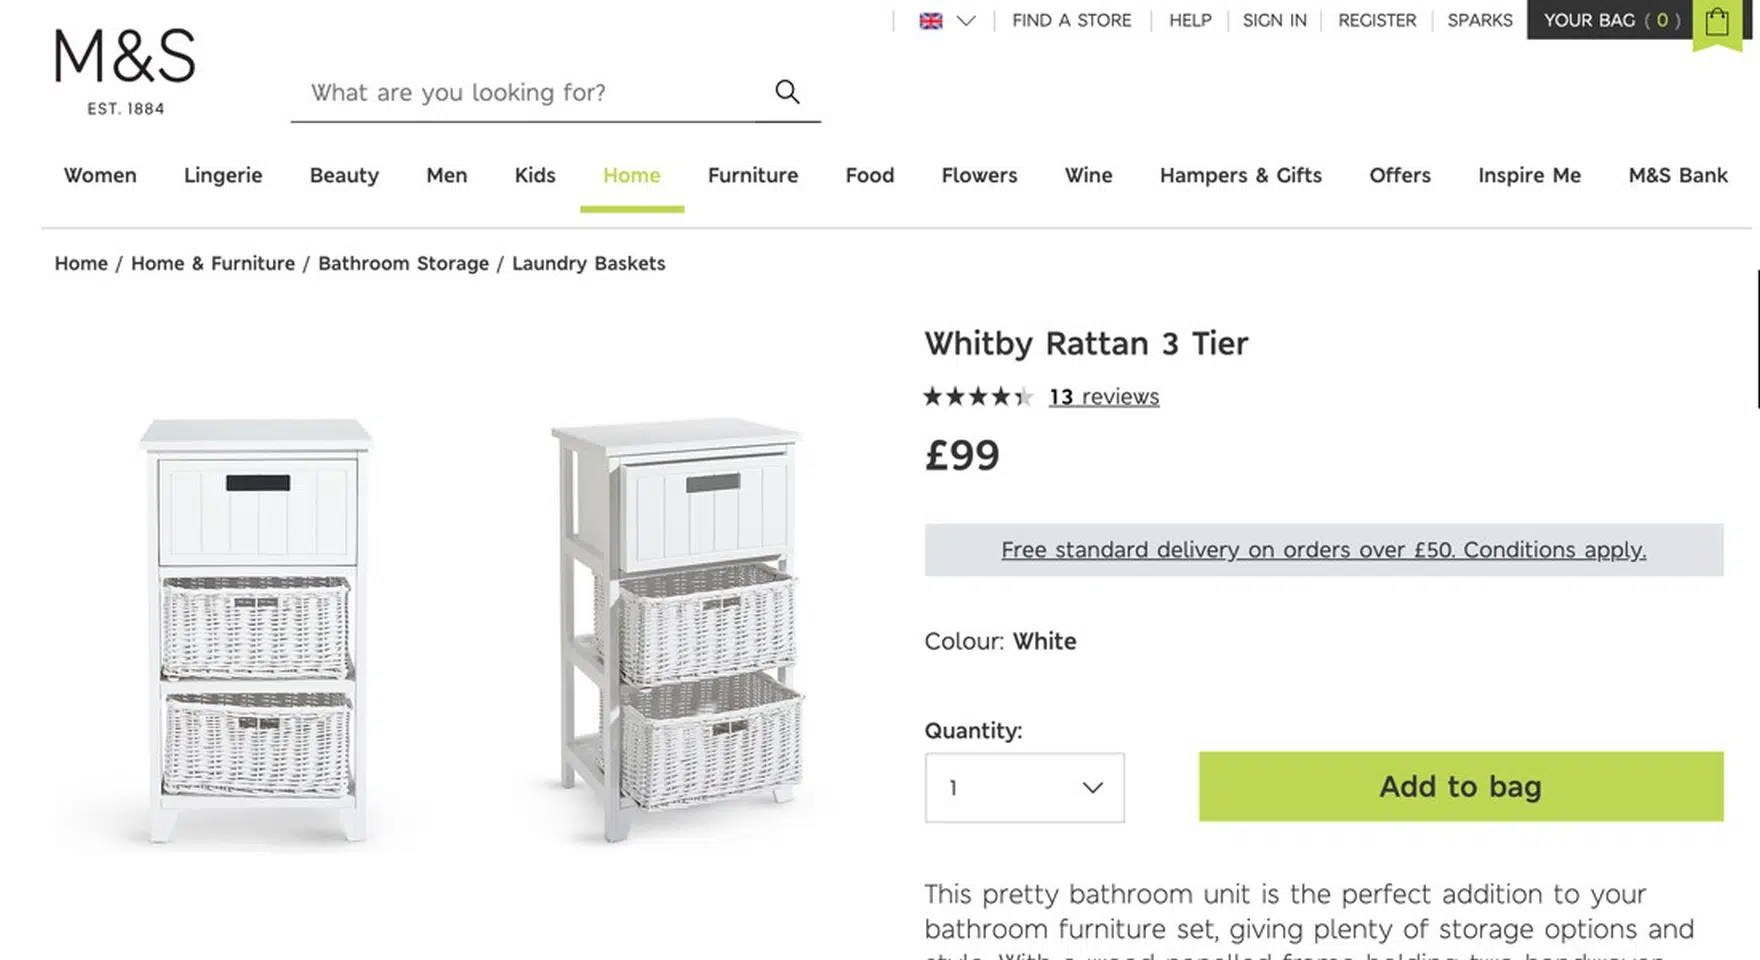 FIND A STORE HELP SIGN IN REGISTER SPARKS YOUR BAG ( 0 )
M&S
EST. 1884
What are you looking for?
Women Lingerie Beauty Men Kids Home Furniture Food Flowers Wine Hampers & Gifts Offers Inspire Me M&S Bank
Home / Home & Furniture / Bathroom Storage / Laundry Baskets
Whitby Rattan 3 Tier
13 reviews
£99
Free standard delivery on orders over £50. Conditions apply.
Colour: White
Quantity:
1
Add to bag
This pretty bathroom unit is the perfect addition to your
bathroom furniture set, giving plenty of storage options and